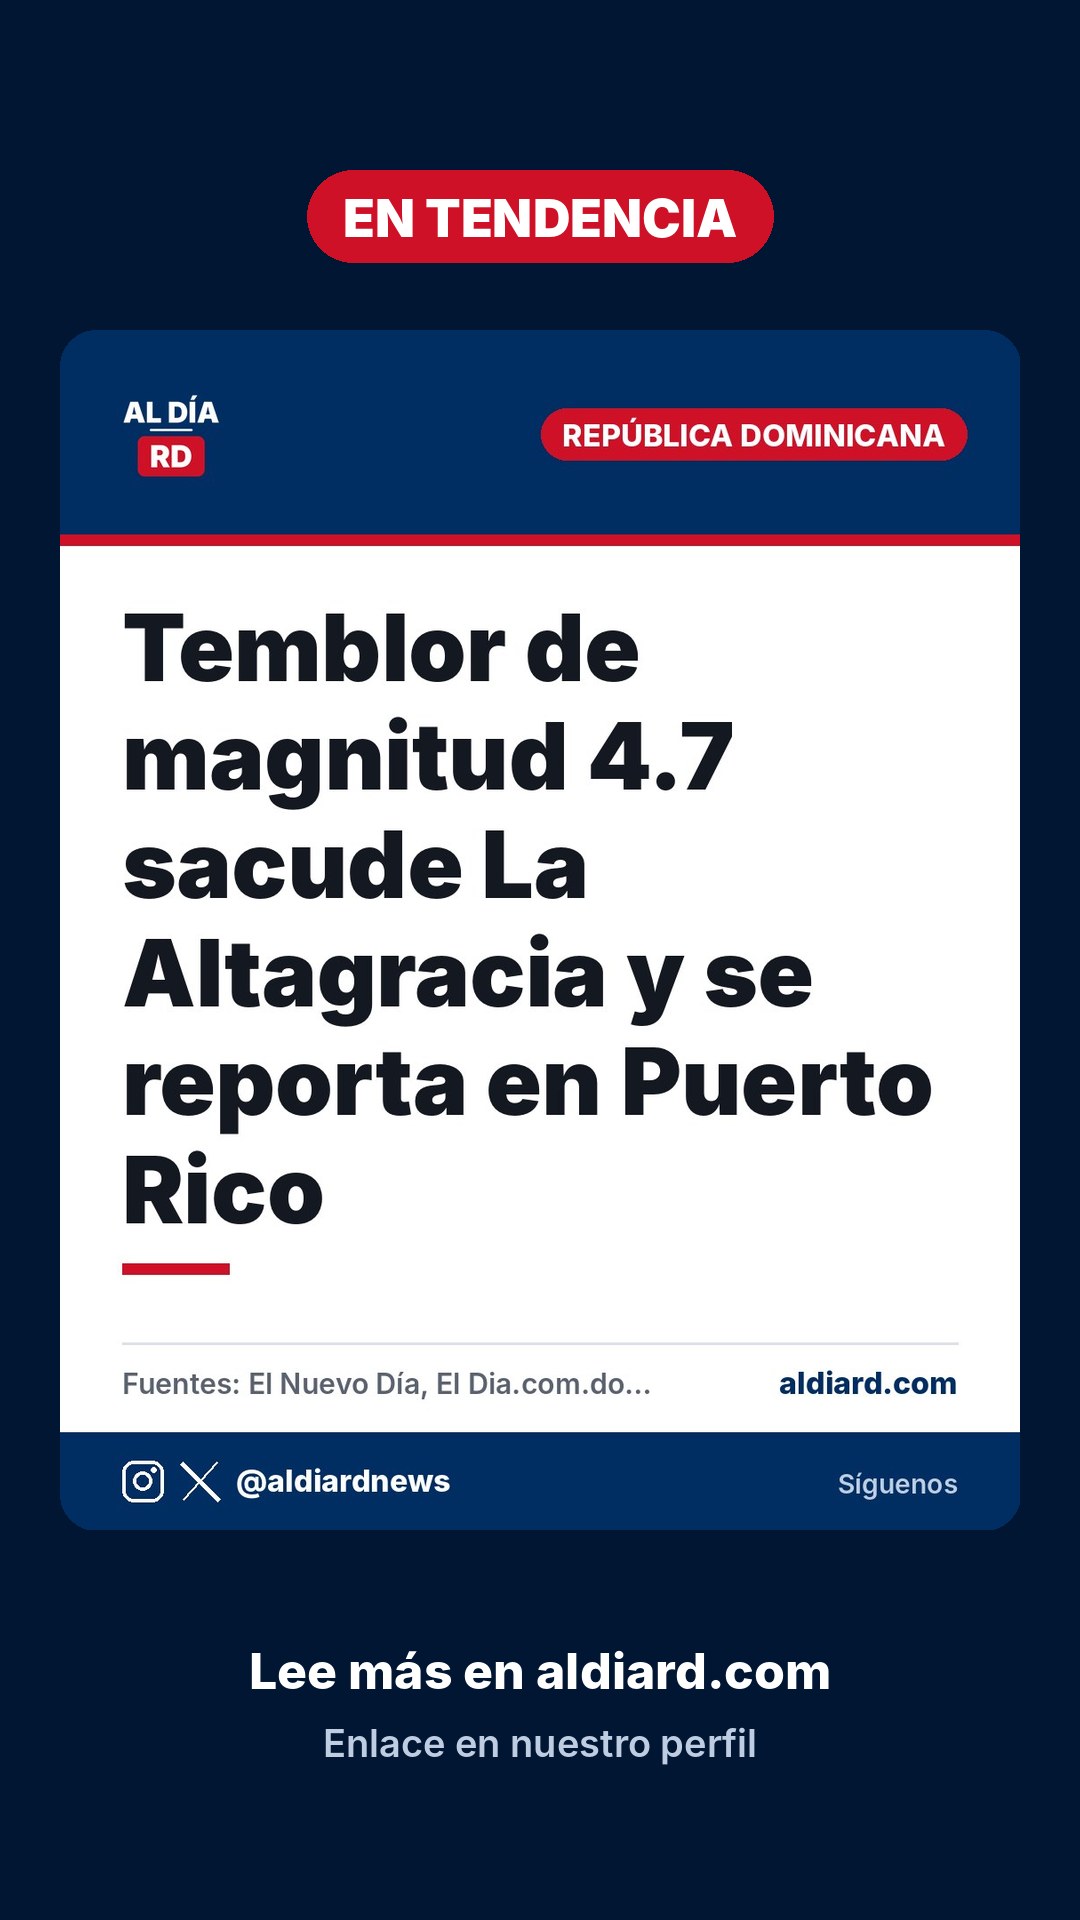 EN TENDENCIA
AL DÍA
RD
REPÚBLICA DOMINICANA
Temblor de
magnitud 4.7
sacude La
Altagracia y se
reporta en Puerto
Rico
Fuentes: El Nuevo Día, El Dia.com.do...
aldiard.com
@aldiardnews
Síguenos
Lee más en aldiard.com
Enlace en nuestro perfil